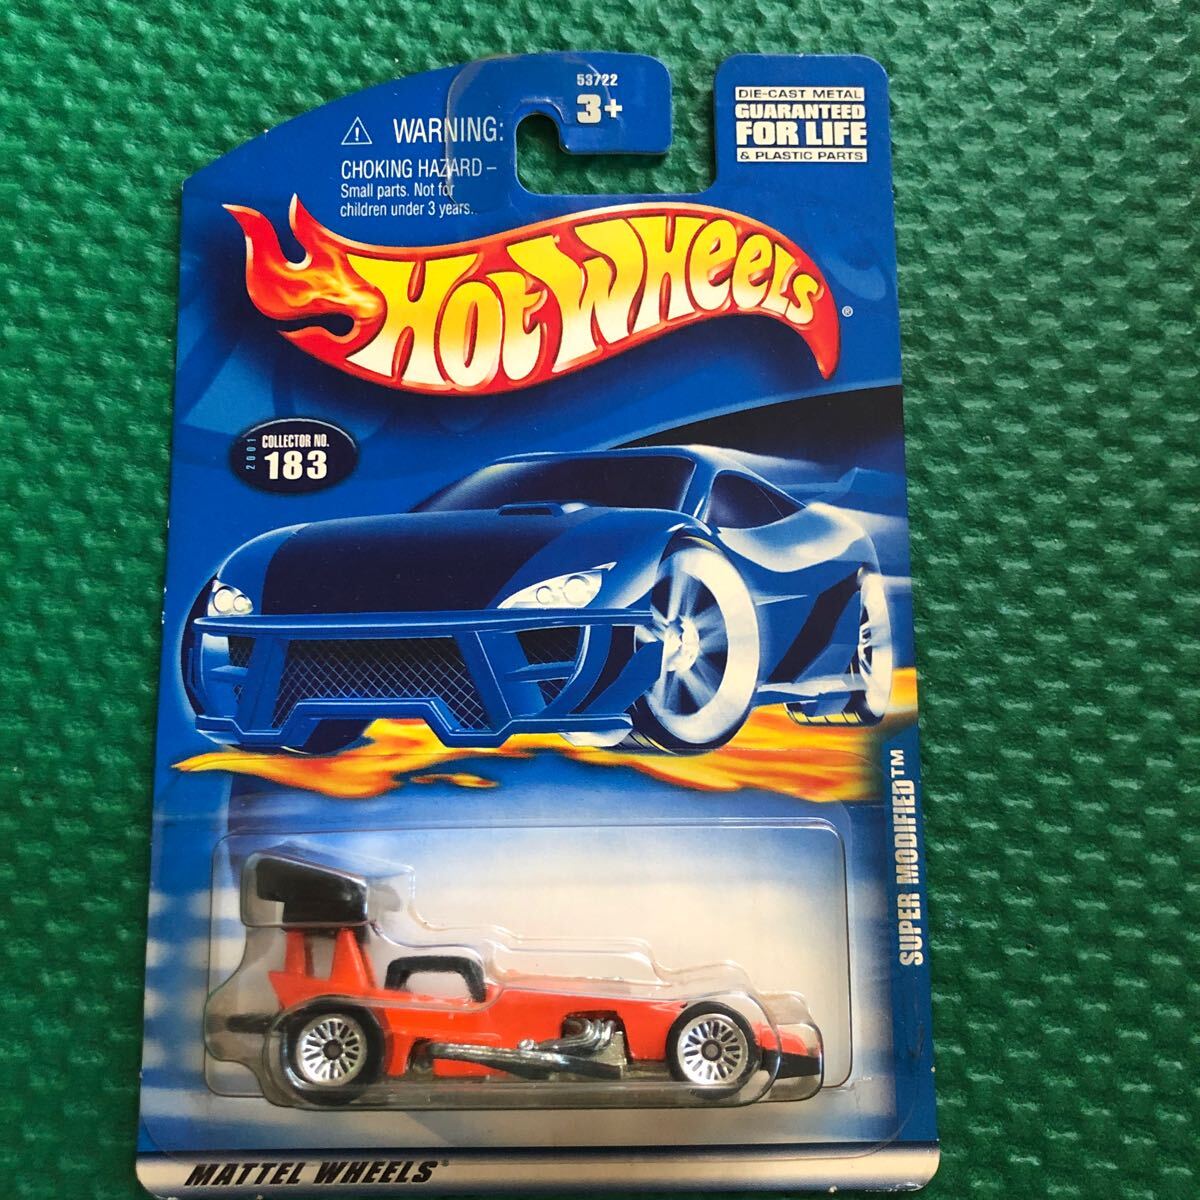 53722
3+
DIE-CAST METAL
GUARANTEED
FOR LIFE
& PLASTIC PARTS
⚠ WARNING:
CHOKING HAZARD –
Small parts. Not for
children under 3 years.
HOT WHEELS®
2001
COLLECTOR NO.
183
SUPER MODIFIED™
MATTEL WHEELS